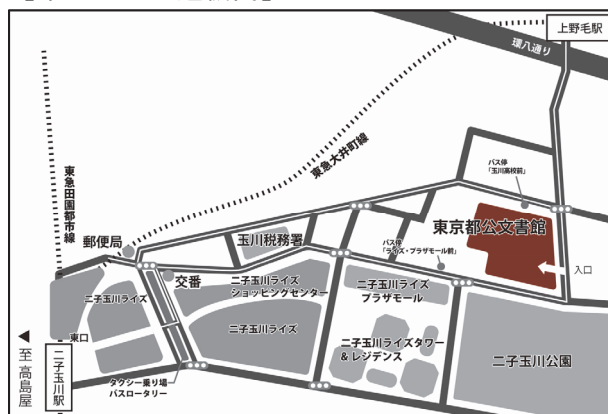 上野毛駅
環八通り
東急大井町線
東急田園都市線
バス停
「玉川高校前」
東京都公文書館
入口
玉川税務署
バス停
「ライズ・プラザモール前」
郵便局
交番
二子玉川ライズ
ショッピングセンター
二子玉川ライズ
プラザモール
二子玉川ライズ
二子玉川ライズ
東口
二子玉川ライズタワー
&レジデンス
二子玉川公園
タクシー乗り場
バスロータリー
二子玉川駅
◀至 高島屋